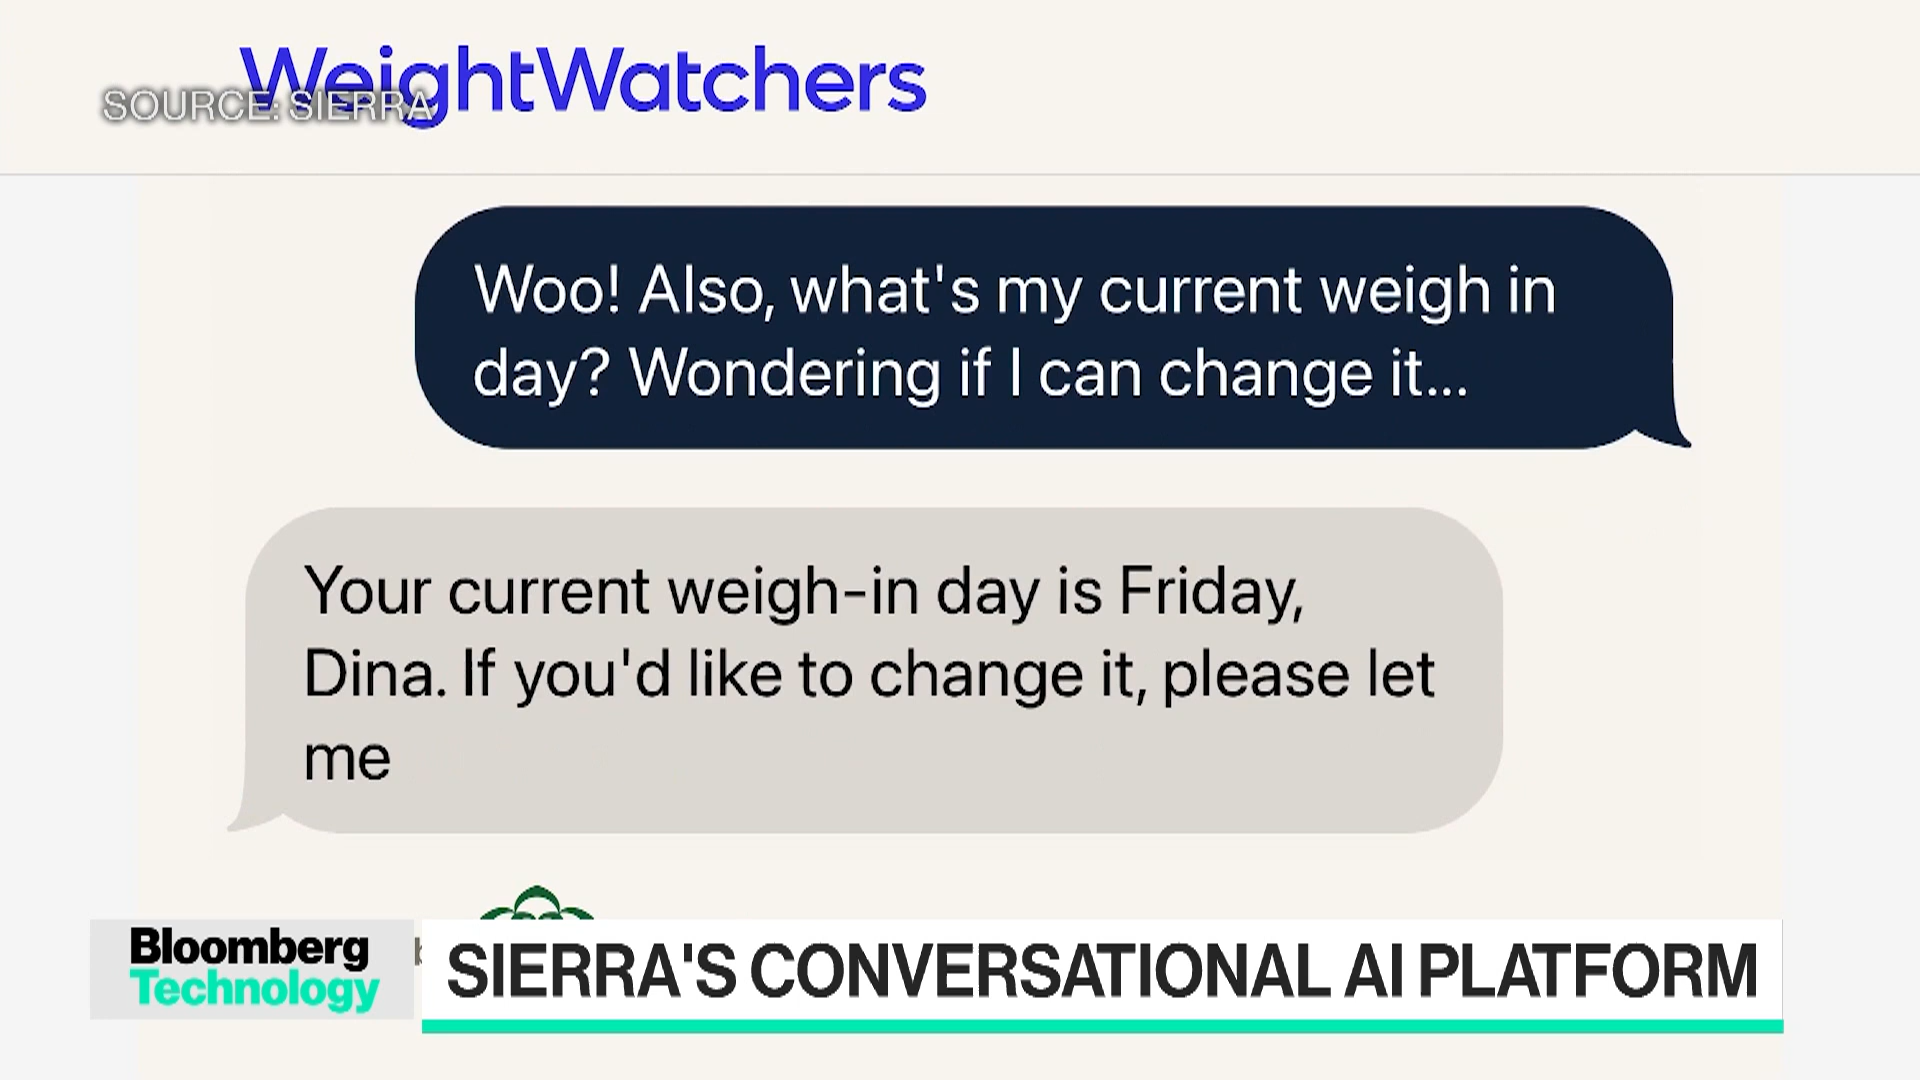 WeightWatchers
SOURCE: SIERRA
Woo! Also, what's my current weigh in
day? Wondering if I can change it...
Your current weigh-in day is Friday,
Dina. If you'd like to change it, please let
me
Bloomberg
Technology
SIERRA'S CONVERSATIONAL AI PLATFORM